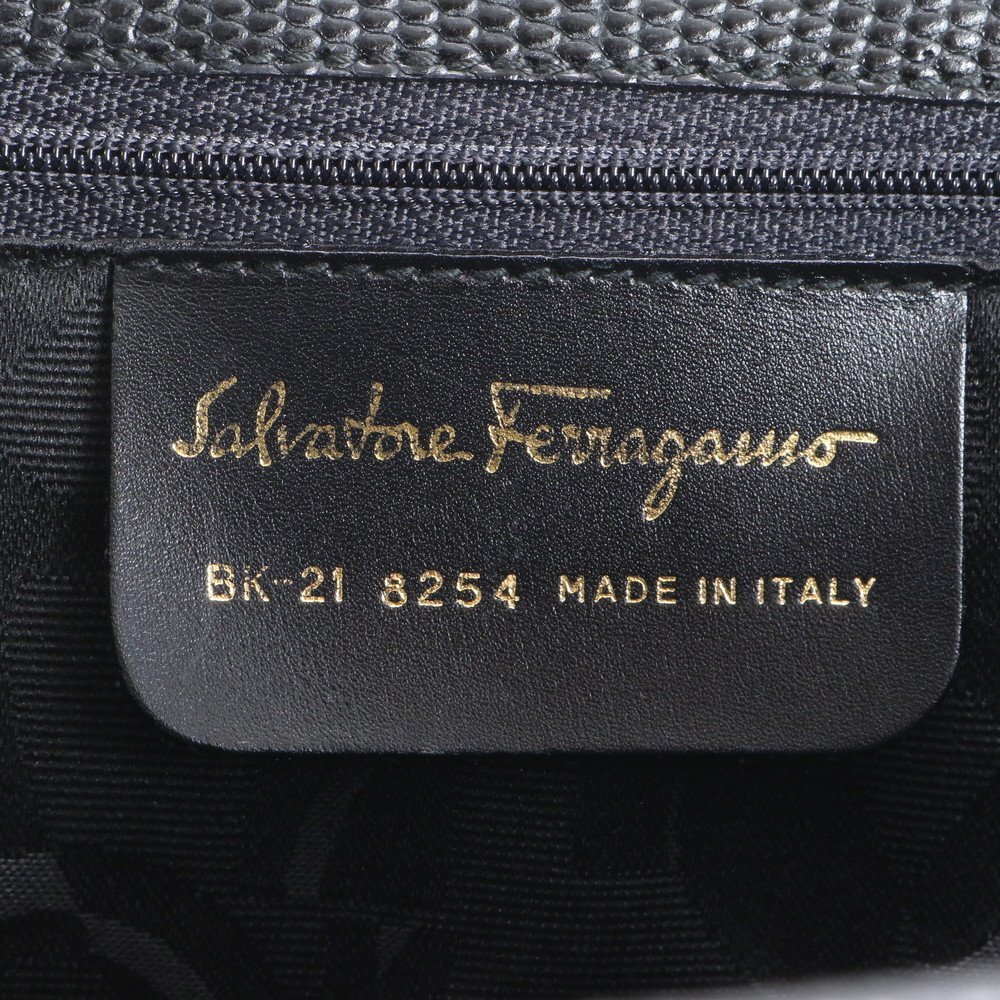 Salvatore Ferragamo
BK-21 8254 MADE IN ITALY